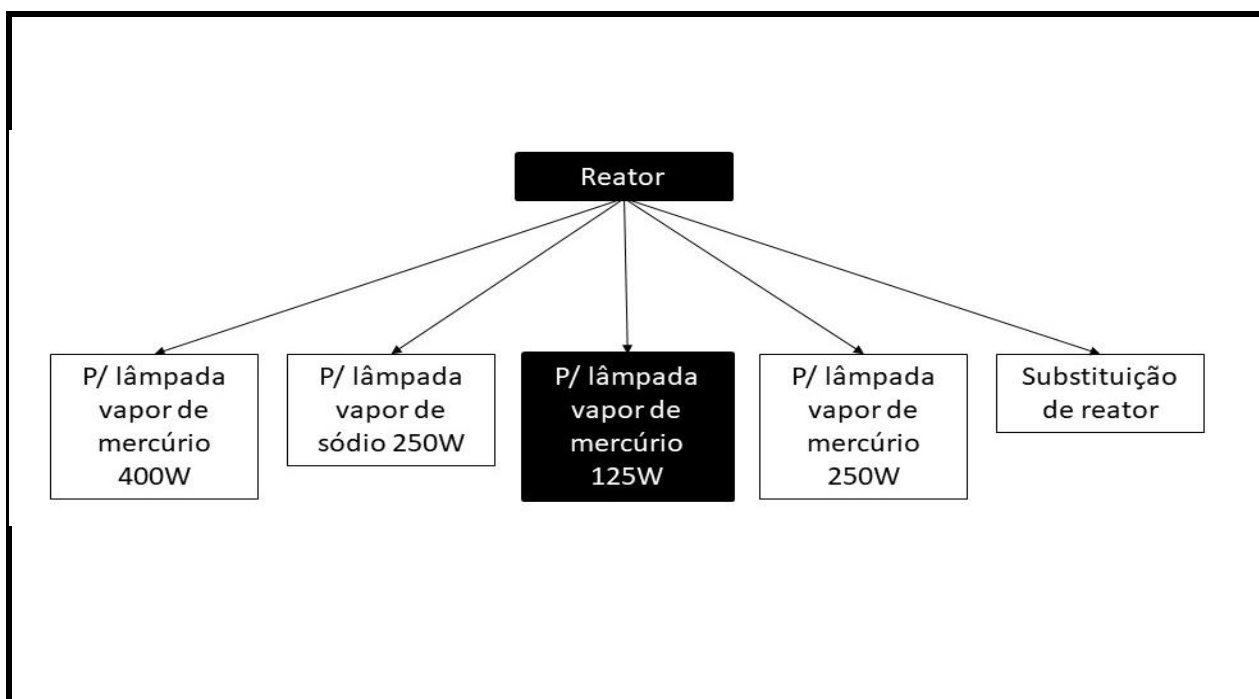 Reator
P/ lâmpada
vapor de
mercúrio
400W
P/ lâmpada
vapor de
sódio 250W
P/ lâmpada
vapor de
mercúrio
125W
P/ lâmpada
vapor de
mercúrio
250W
Substituição
de reator